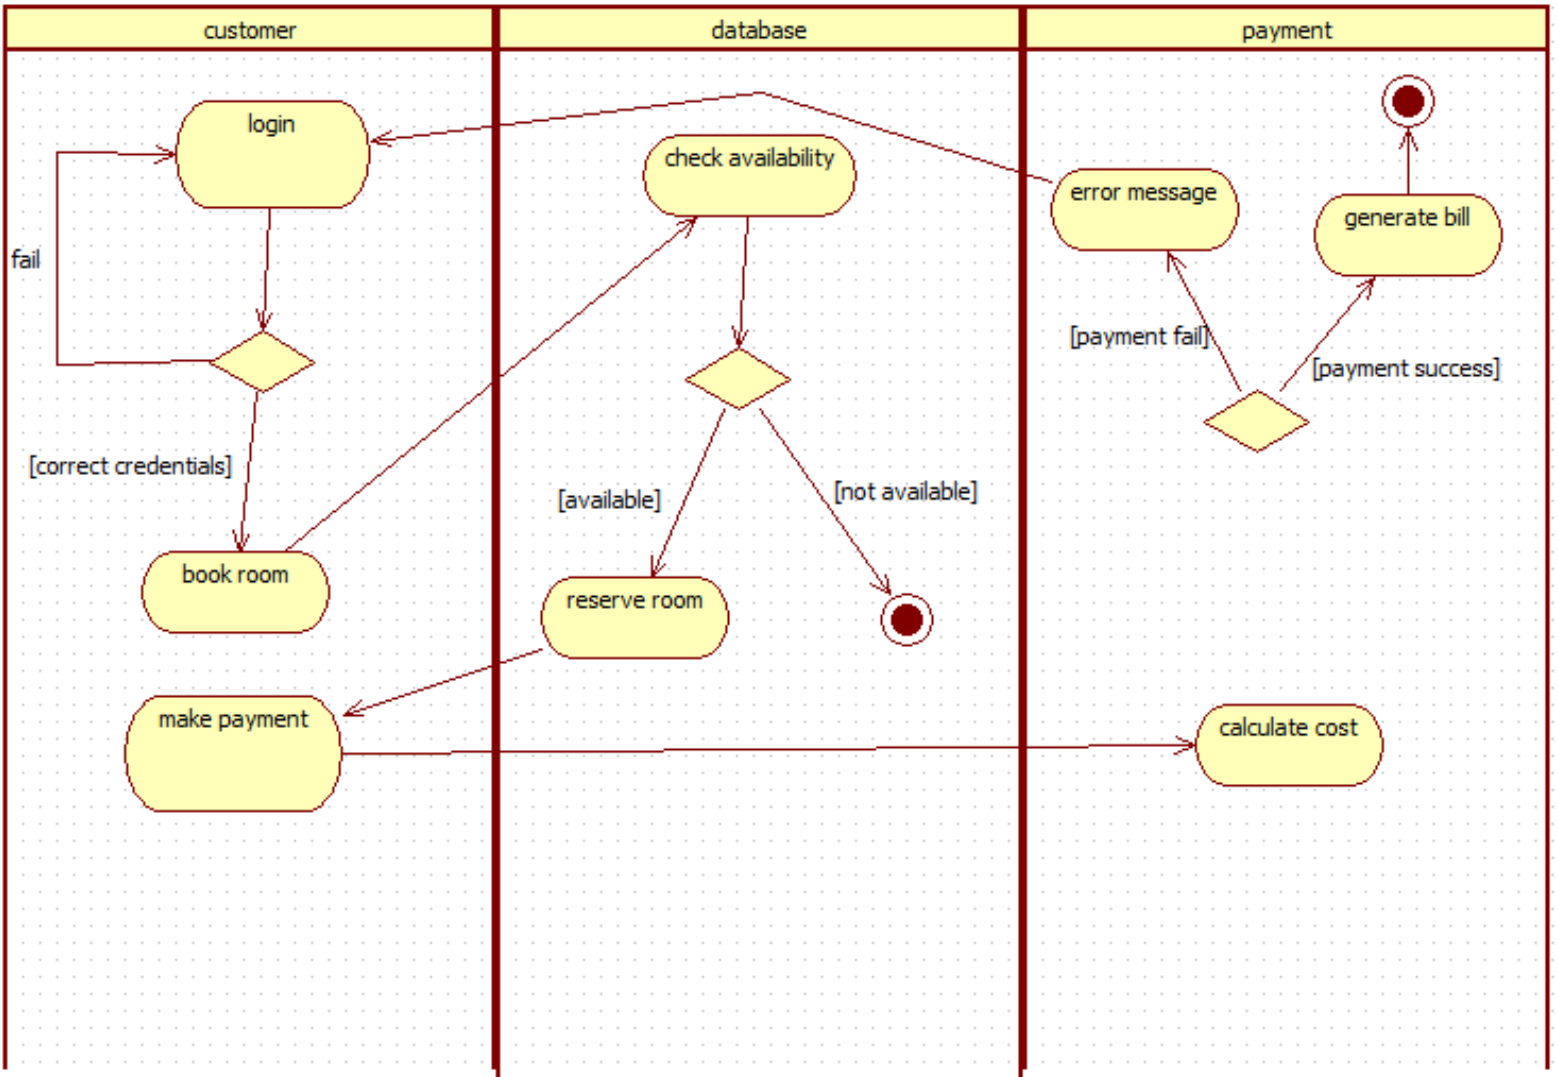 customer
database
payment
login
check availability
error message
generate bill
fail
[payment fail]
[payment success]
[correct credentials]
[available]
[not available]
book room
reserve room
make payment
calculate cost